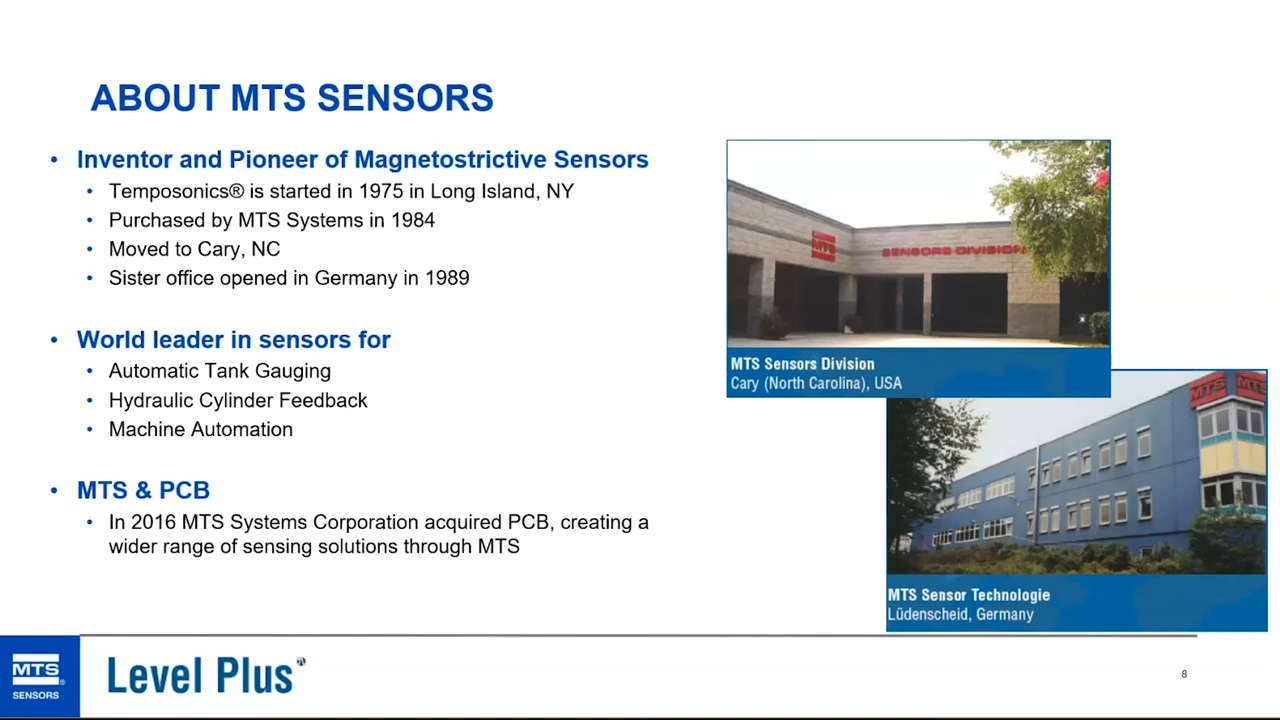 ABOUT MTS SENSORS
• Inventor and Pioneer of Magnetostrictive Sensors
• Temposonics® is started in 1975 in Long Island, NY
• Purchased by MTS Systems in 1984
• Moved to Cary, NC
• Sister office opened in Germany in 1989
• World leader in sensors for
• Automatic Tank Gauging
• Hydraulic Cylinder Feedback
• Machine Automation
• MTS & PCB
• In 2016 MTS Systems Corporation acquired PCB, creating a
wider range of sensing solutions through MTS
MTS
SENSORS DIVISION
MTS Sensors Division
Cary (North Carolina), USA
MTS MTS
MTS Sensor Technologie
Lüdenscheid, Germany
MTS®
SENSORS
Level Plus®
8